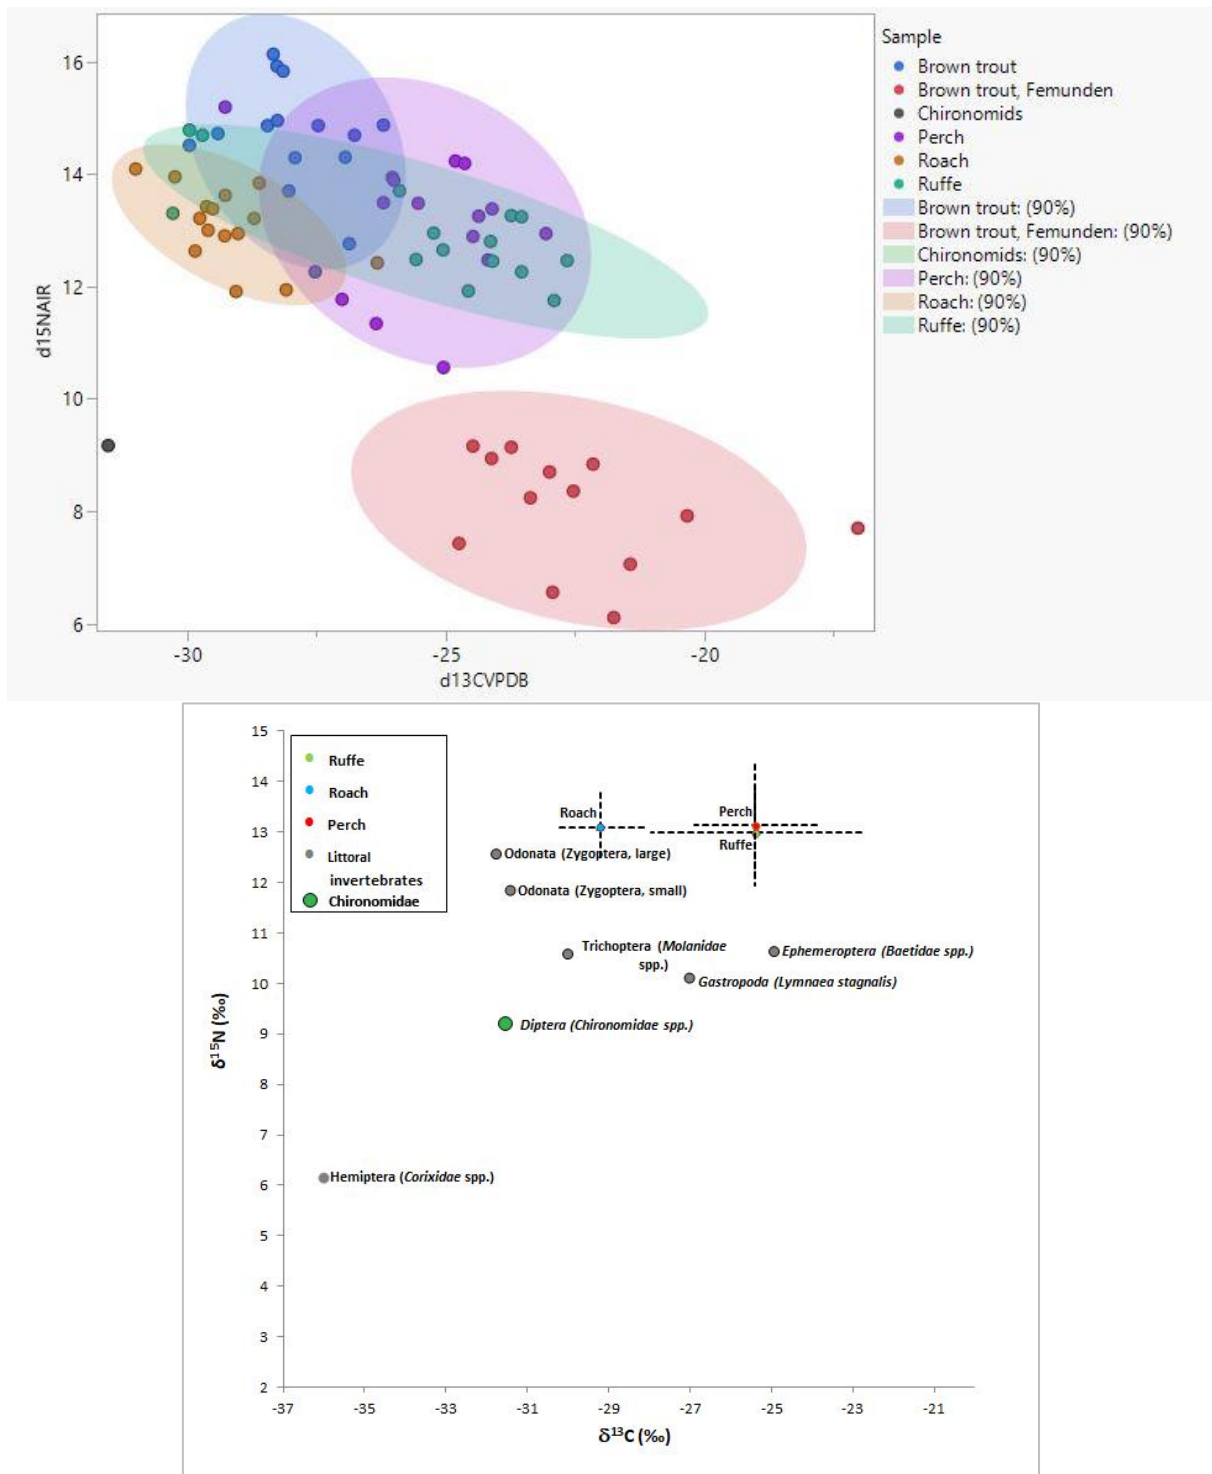 Sample
Brown trout
Brown trout, Femunden
Chironomids
Perch
Roach
Ruffe
Brown trout: (90%)
Brown trout, Femunden: (90%)
Chironomids: (90%)
Perch: (90%)
Roach: (90%)
Ruffe: (90%)
16
14
12
10
8
6
d15NAIR
-30
-25
-20
d13CVPDB
15
14
13
12
11
10
9
8
7
6
5
4
3
2
δ¹⁵N (‰)
Ruffe
Roach
Perch
Littoral
invertebrates
Chironomidae
Roach
Perch
Ruffe
Odonata (Zygoptera, large)
Odonata (Zygoptera, small)
Trichoptera (Molanidae
spp.)
Ephemeroptera (Baetidae spp.)
Gastropoda (Lymnaea stagnalis)
Diptera (Chironomidae spp.)
Hemiptera (Corixidae spp.)
-37
-35
-33
-31
-29
-27
-25
-23
-21
δ¹³C (‰)